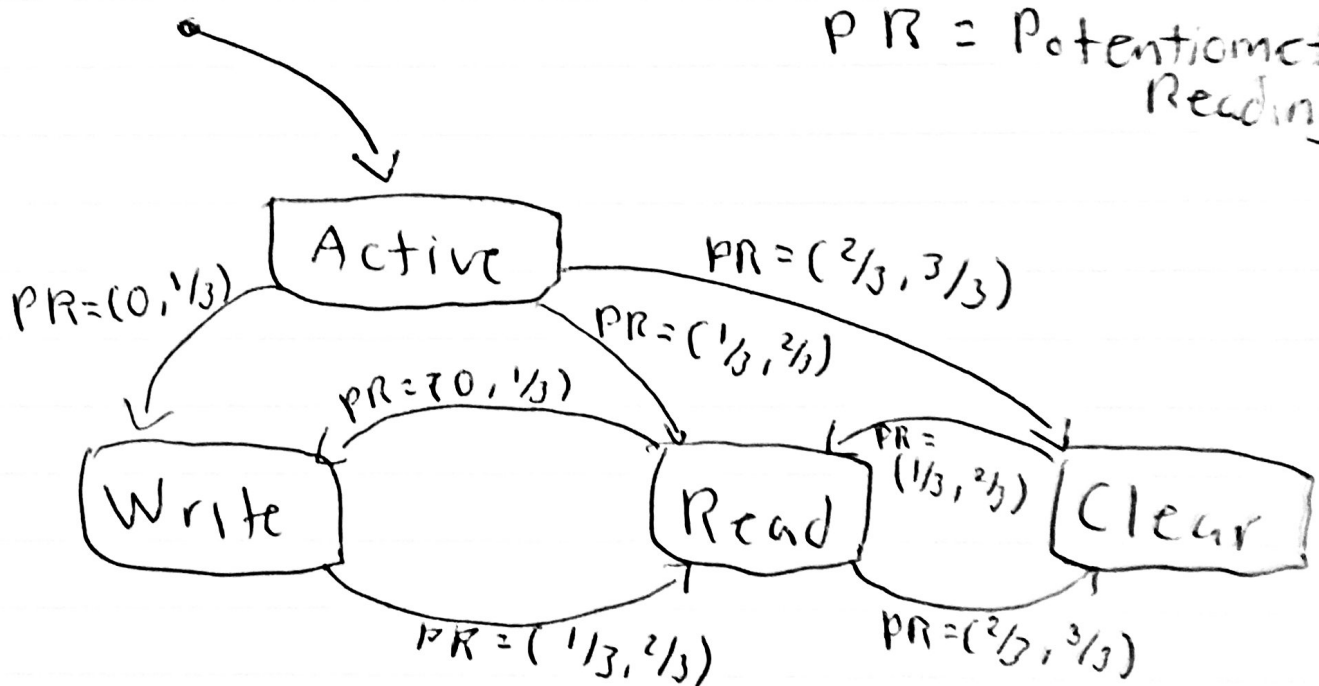 PR = Potentiomet
Reading
Active
PR=(0, 1/3)
PR=(2/3, 3/3)
PR=(1/3, 2/3)
PR=(0, 1/3)
PR=
(1/3, 2/3)
Write
Read
Clear
PR=(1/3, 2/3)
PR=(2/3, 3/3)